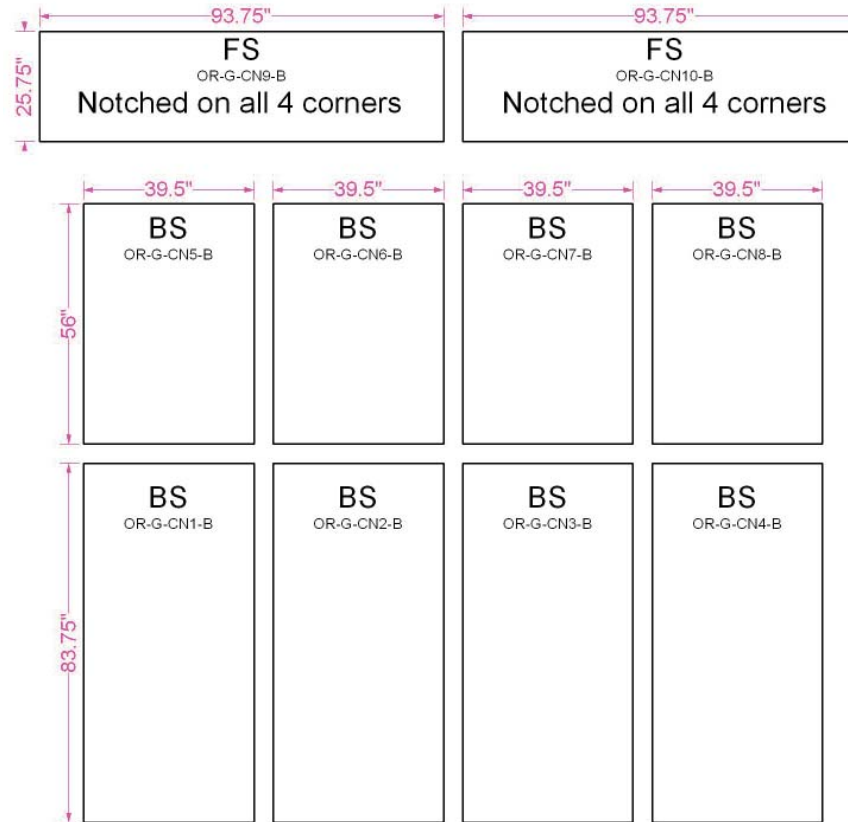 93.75" 93.75"
25.75"
FS
OR-G-CN9-B
Notched on all 4 corners
FS
OR-G-CN10-B
Notched on all 4 corners
39.5" 39.5" 39.5" 39.5"
56"
BS
OR-G-CN5-B
BS
OR-G-CN6-B
BS
OR-G-CN7-B
BS
OR-G-CN8-B
83.75"
BS
OR-G-CN1-B
BS
OR-G-CN2-B
BS
OR-G-CN3-B
BS
OR-G-CN4-B